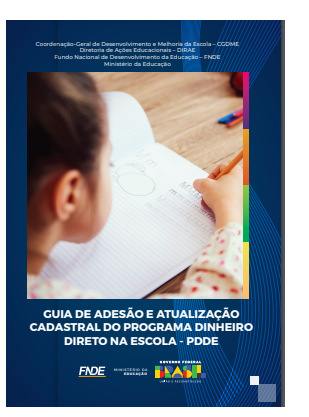 Coordenação-Geral de Desenvolvimento e Melhoria da Escola – CGDME
Diretoria de Ações Educacionais – DIRAE
Fundo Nacional de Desenvolvimento da Educação – FNDE
Ministério da Educação
GUIA DE ADESÃO E ATUALIZAÇÃO
CADASTRAL DO PROGRAMA DINHEIRO
DIRETO NA ESCOLA - PDDE
FNDE
MINISTÉRIO DA
EDUCAÇÃO
GOVERNO FEDERAL
BRASIL
UNIÃO E RECONSTRUÇÃO